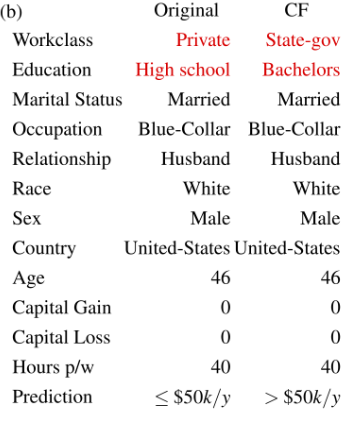 (b) Original CF
Workclass Private State-gov
Education High school Bachelors
Marital Status Married Married
Occupation Blue-Collar Blue-Collar
Relationship Husband Husband
Race White White
Sex Male Male
Country United-States United-States
Age 46 46
Capital Gain 0 0
Capital Loss 0 0
Hours p/w 40 40
Prediction ≤ $50k/y > $50k/y